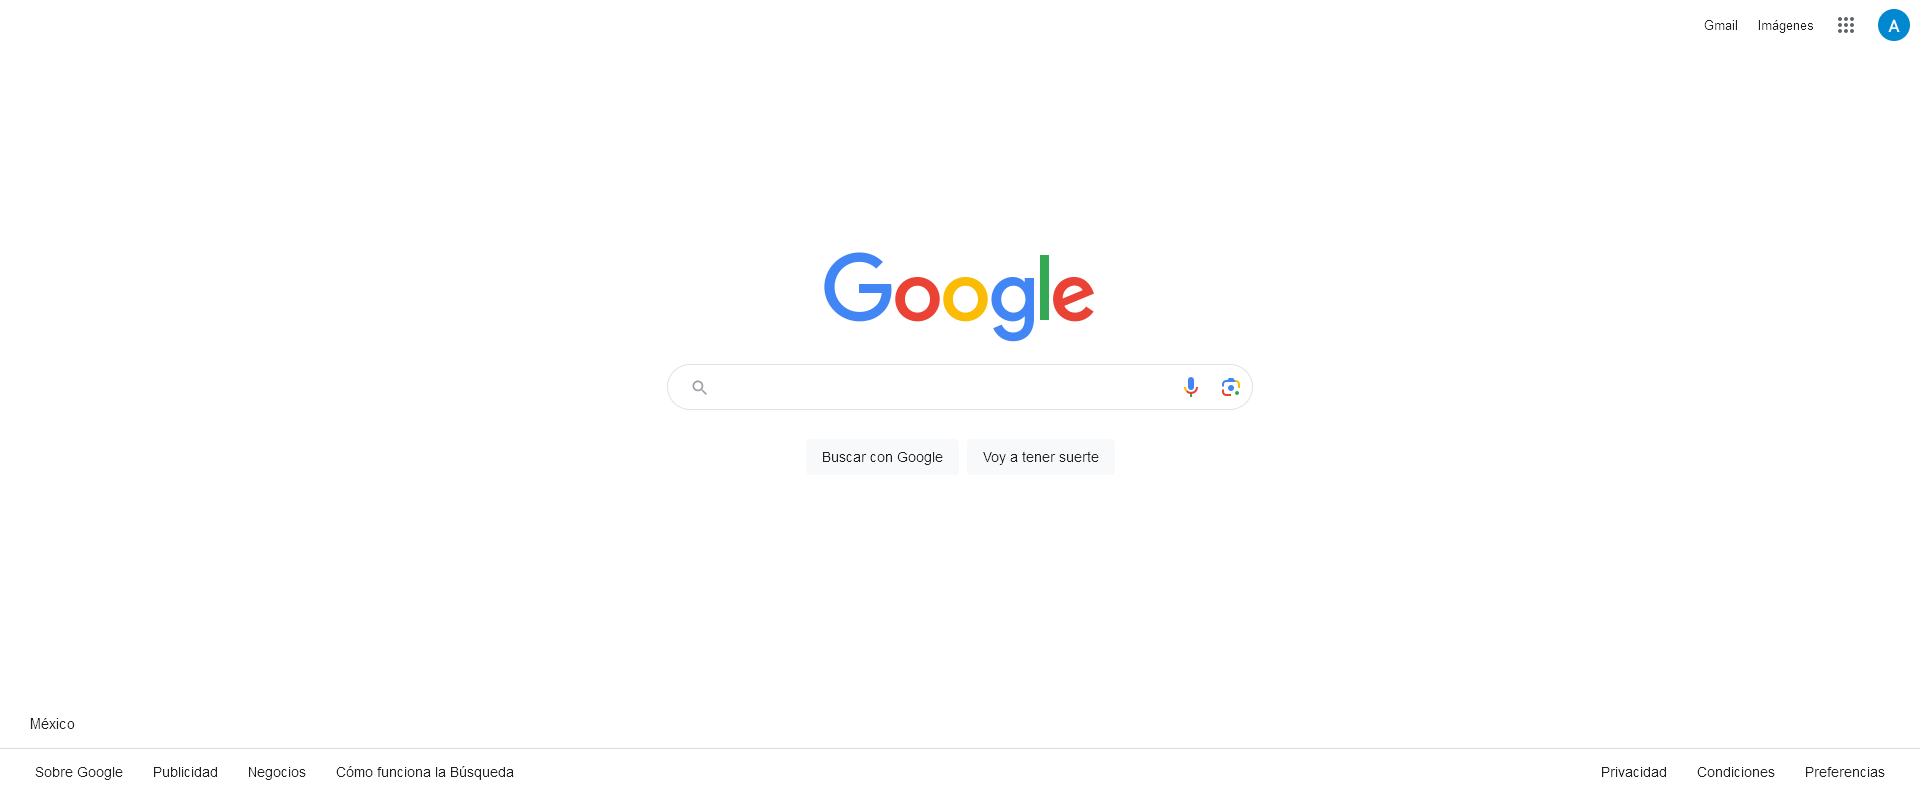 Gmail Imágenes A
Google
Buscar con Google Voy a tener suerte
México
Sobre Google Publicidad Negocios Cómo funciona la Búsqueda Privacidad Condiciones Preferencias